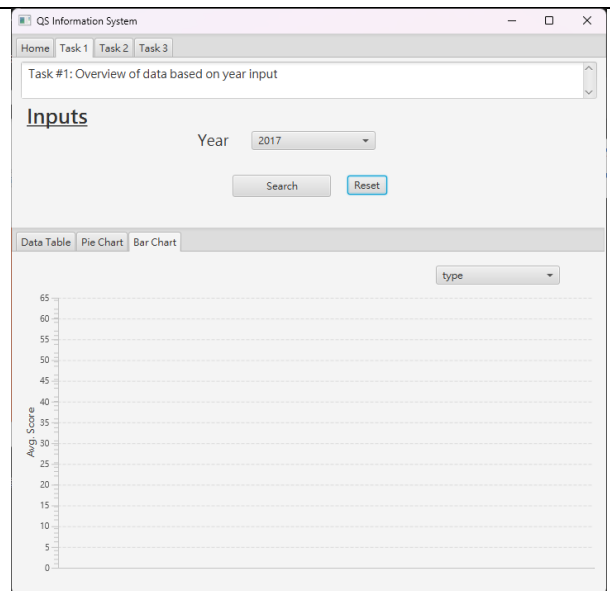 QS Information System
Home Task 1 Task 2 Task 3
Task #1: Overview of data based on year input
Inputs
Year 2017
Search Reset
Data Table Pie Chart Bar Chart
type
65
60
55
50
45
40
35
30
25
20
15
10
5
0
Avg. Score